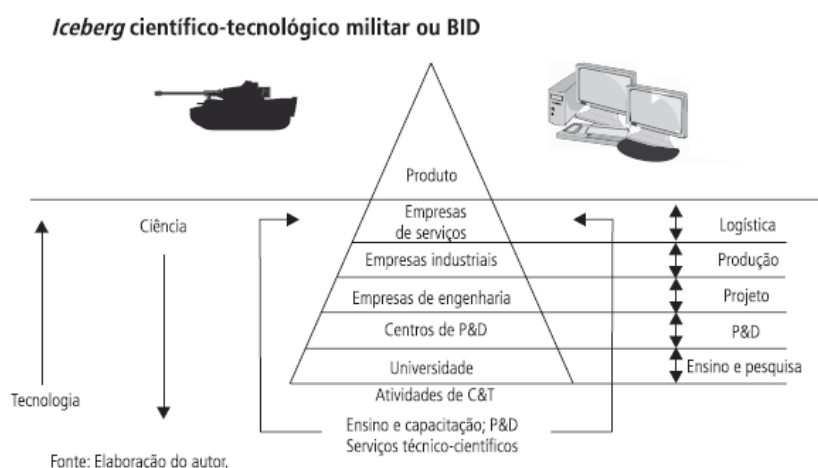 Iceberg científico-tecnológico militar ou BID
Produto
Empresas
de serviços
Logística
Ciência
Empresas industriais
Produção
Empresas de engenharia
Projeto
Centros de P&D
P&D
Universidade
Ensino e pesquisa
Tecnologia
Atividades de C&T
Ensino e capacitação; P&D
Serviços técnico-científicos
Fonte: Elaboração do autor.